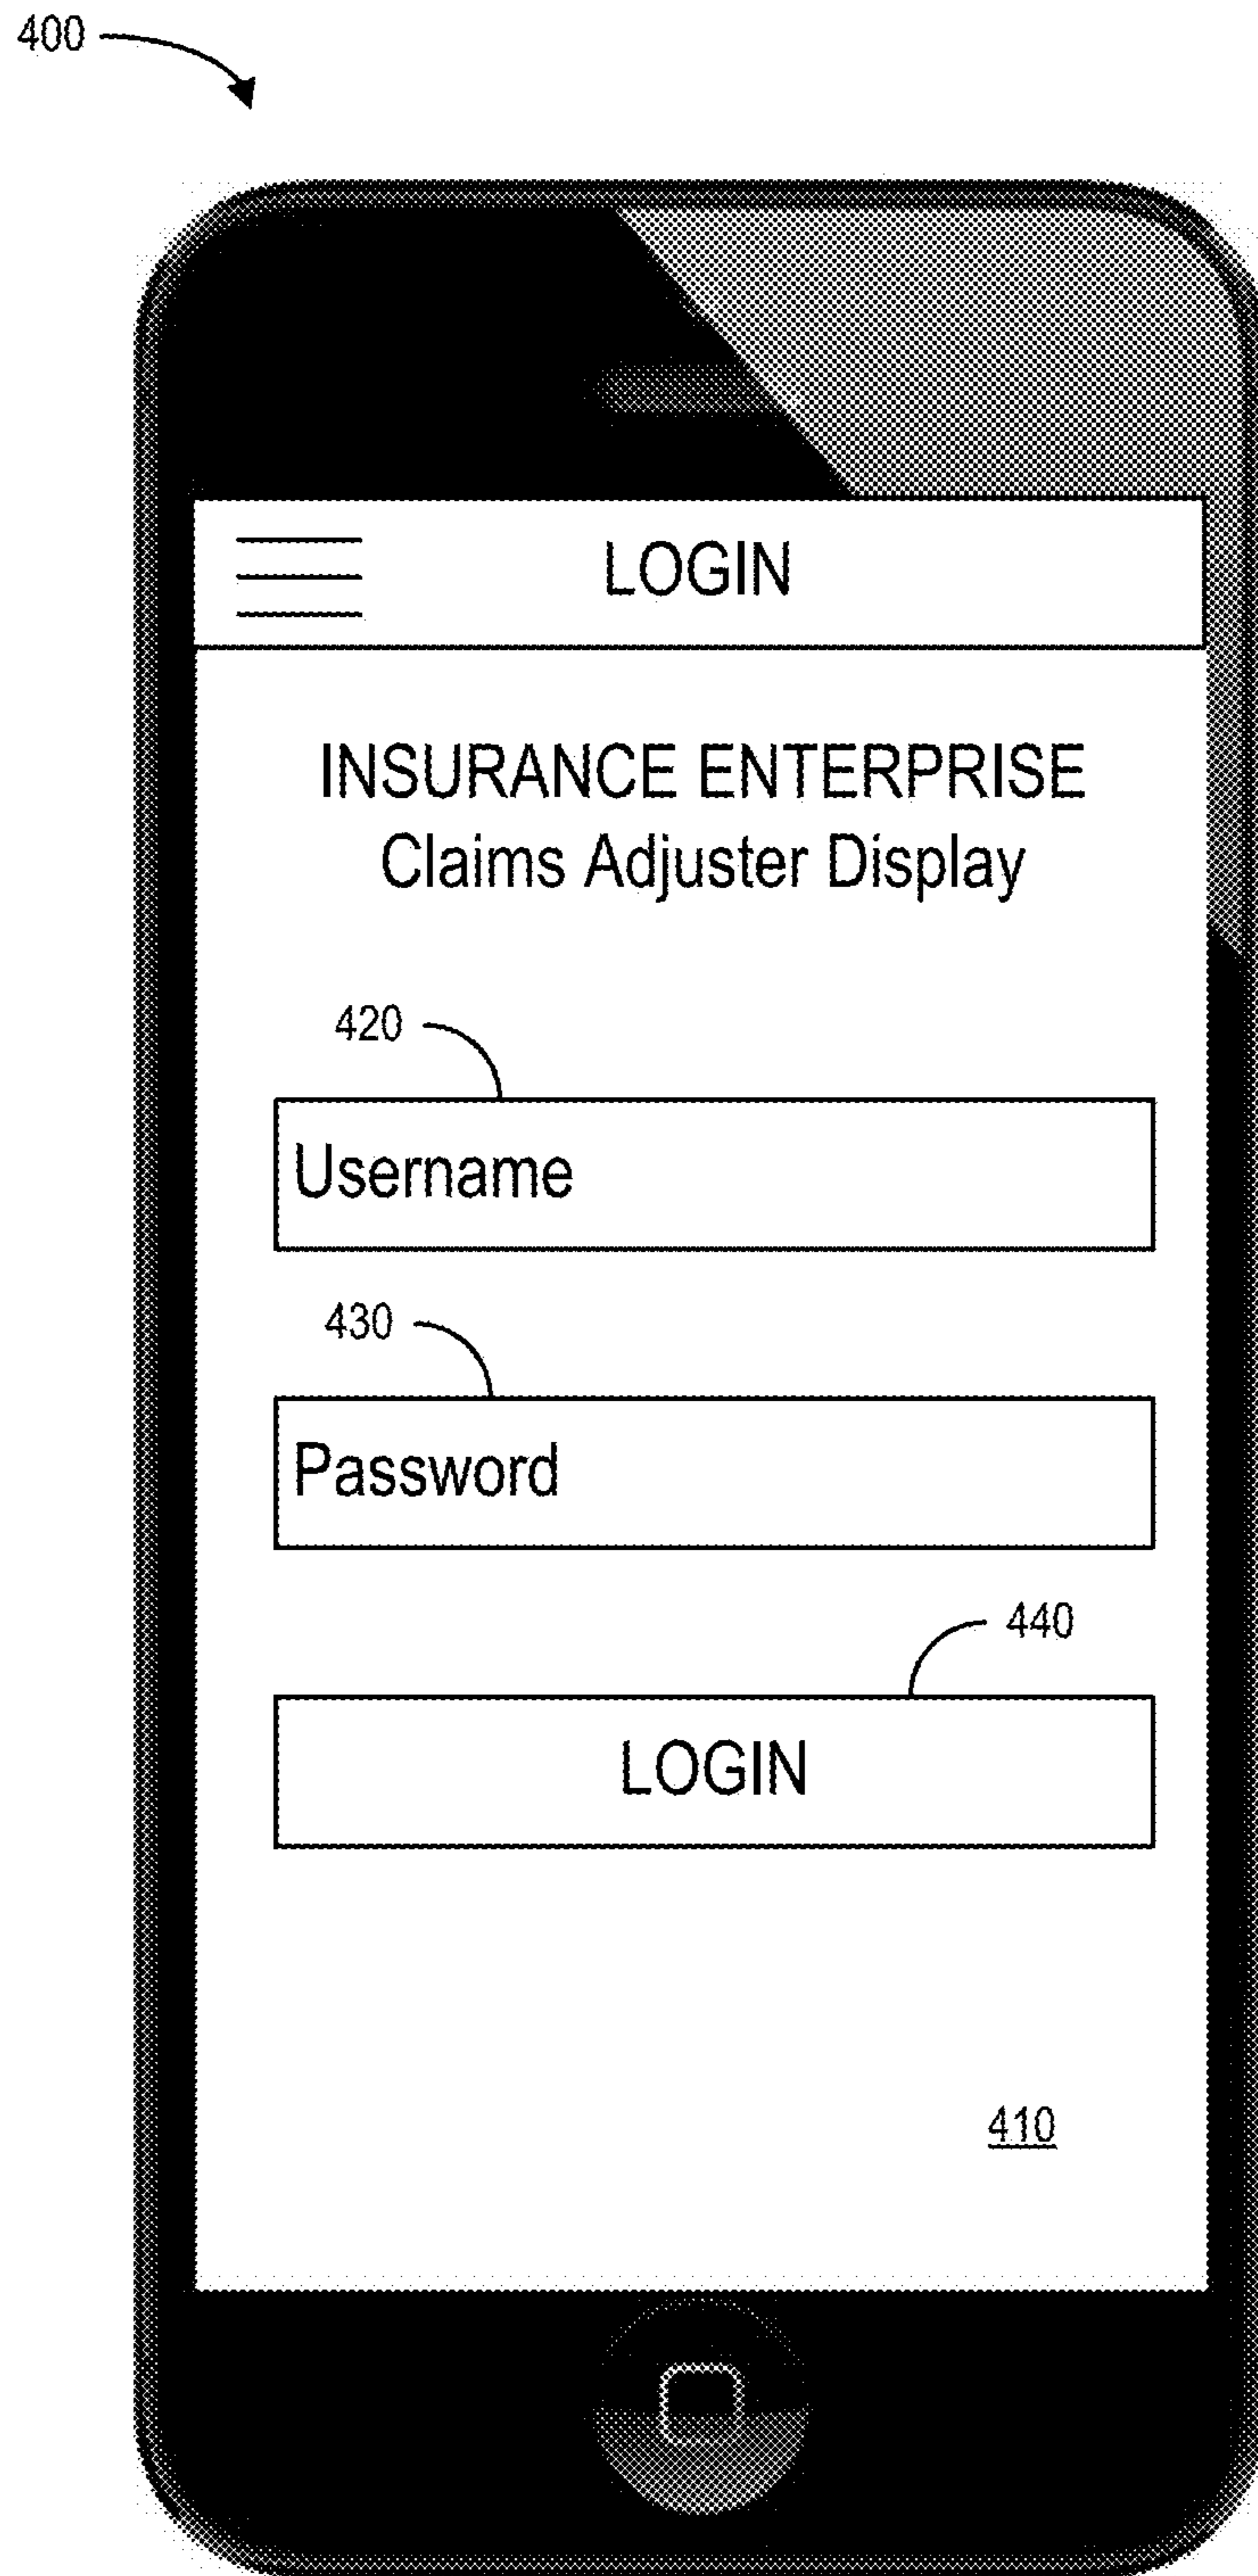 400
LOGIN
INSURANCE ENTERPRISE
Claims Adjuster Display
420
Username
430
Password
440
LOGIN
410